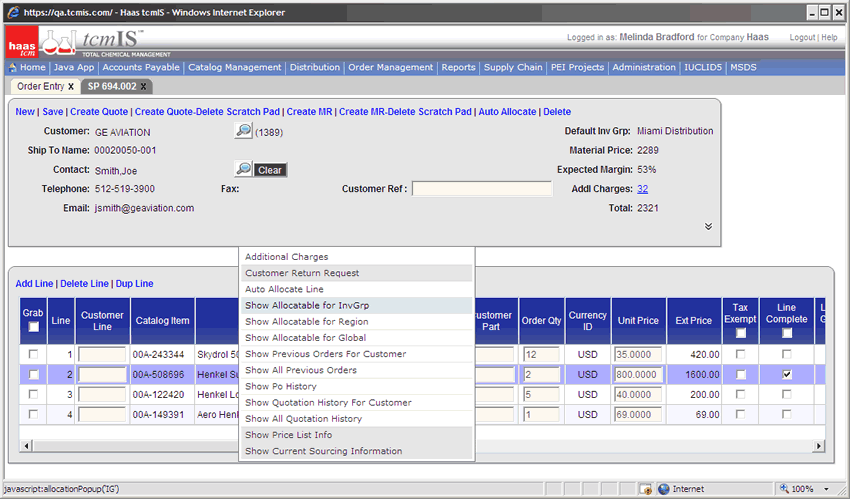 https://qa.tcmis.com/ - Haas tcmIS - Windows Internet Explorer
haas tcm
tcmIS™
TOTAL CHEMICAL MANAGEMENT
Logged in as: Melinda Bradford for Company Haas Logout | Help
Home | Java App | Accounts Payable | Catalog Management | Distribution | Order Management | Reports | Supply Chain | PEI Projects | Administration | IUCLID5 | MSDS
Order Entry X SP 694.002 X
New | Save | Create Quote | Create Quote-Delete Scratch Pad | Create MR | Create MR-Delete Scratch Pad | Auto Allocate | Delete
Customer: GE AVIATION (1389) Default Inv Grp: Miami Distribution
Ship To Name: 00020050-001 Material Price: 2289
Contact: Smith,Joe Clear Expected Margin: 53%
Telephone: 512-519-3900 Fax: Customer Ref : Addl Charges: 32
Email: jsmith@geaviation.com Total: 2321
Additional Charges
Customer Return Request
Auto Allocate Line
Show Allocatable for InvGrp
Show Allocatable for Region
Show Allocatable for Global
Show Previous Orders For Customer
Show All Previous Orders
Show Po History
Show Quotation History For Customer
Show All Quotation History
Show Price List Info
Show Current Sourcing Information
Add Line | Delete Line | Dup Line
Grab Line Customer Line Catalog Item ustomer Part Order Qty Currency ID Unit Price Ext Price Tax Exempt Line Complete
1 00A-243344 Skydrol 50 12 USD 35.0000 420.00
2 00A-508696 Henkel Su 2 USD 800.0000 1600.00
3 00A-122420 Henkel Lo 5 USD 40.0000 200.00
4 00A-149391 Aero Henk 1 USD 69.0000 69.00
javascript:allocationPopup('IG') Internet 100%